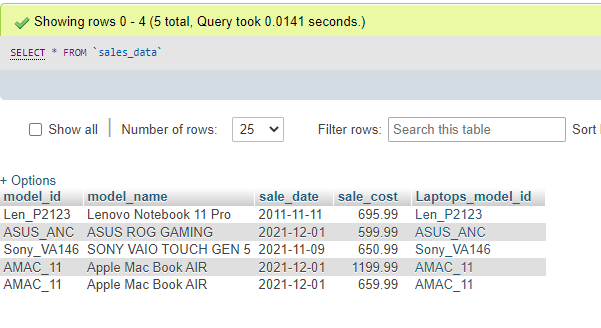 Showing rows 0 - 4 (5 total, Query took 0.0141 seconds.)
SELECT * FROM `sales_data`
Show all Number of rows: 25 Filter rows: Search this table Sort
+ Options
model_id model_name sale_date sale_cost Laptops_model_id
Len_P2123 Lenovo Notebook 11 Pro 2011-11-11 695.99 Len_P2123
ASUS_ANC ASUS ROG GAMING 2021-12-01 599.99 ASUS_ANC
Sony_VA146 SONY VAIO TOUCH GEN 5 2021-11-09 650.99 Sony_VA146
AMAC_11 Apple Mac Book AIR 2021-12-01 1199.99 AMAC_11
AMAC_11 Apple Mac Book AIR 2021-12-01 659.99 AMAC_11